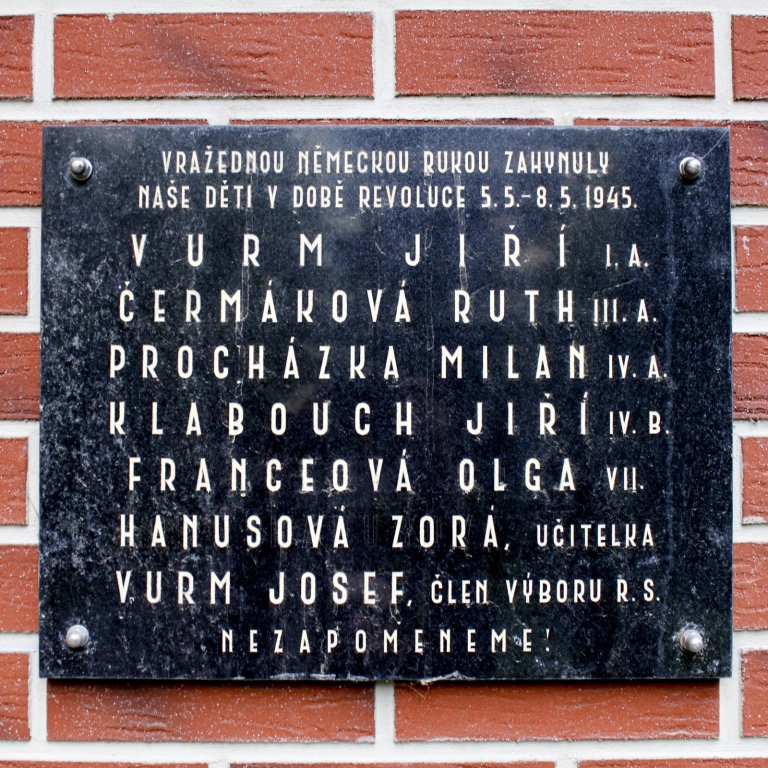 VRAŽEDNOU NĚMECKOU RUKOU ZAHYNULY
NAŠE DĚTI V DOBĚ REVOLUCE 5.5.-8.5.1945.
VURM JIŘÍ I. A.
ČERMÁKOVÁ RUTH III. A.
PROCHÁZKA MILAN IV. A.
KLABOUCH JIŘÍ IV. B.
FRANCEOVÁ OLGA VII.
HANUSOVÁ ZORÁ, UČITELKA
VURM JOSEF, ČLEN VÝBORU R. S.
NEZAPOMENEME!